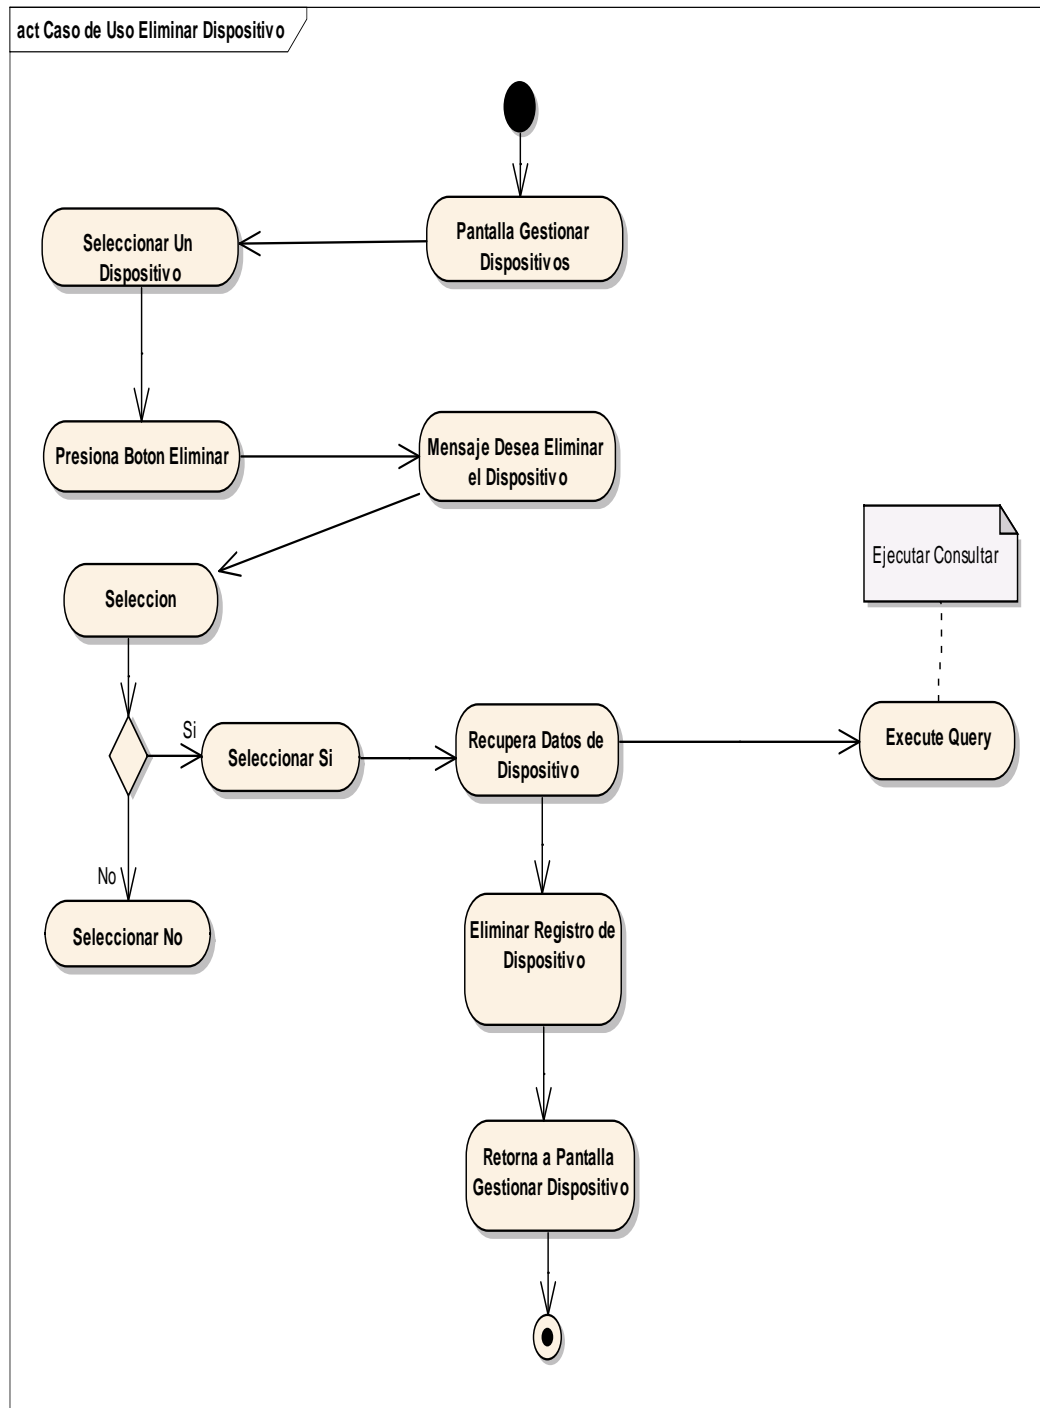 act Caso de Uso Eliminar Dispositivo
Pantalla Gestionar
Dispositivos
Seleccionar Un
Dispositivo
Presiona Boton Eliminar
Mensaje Desea Eliminar
el Dispositivo
Ejecutar Consultar
Seleccion
Si
Seleccionar Si
Recupera Datos de
Dispositivo
Execute Query
No
Seleccionar No
Eliminar Registro de
Dispositivo
Retorna a Pantalla
Gestionar Dispositivo